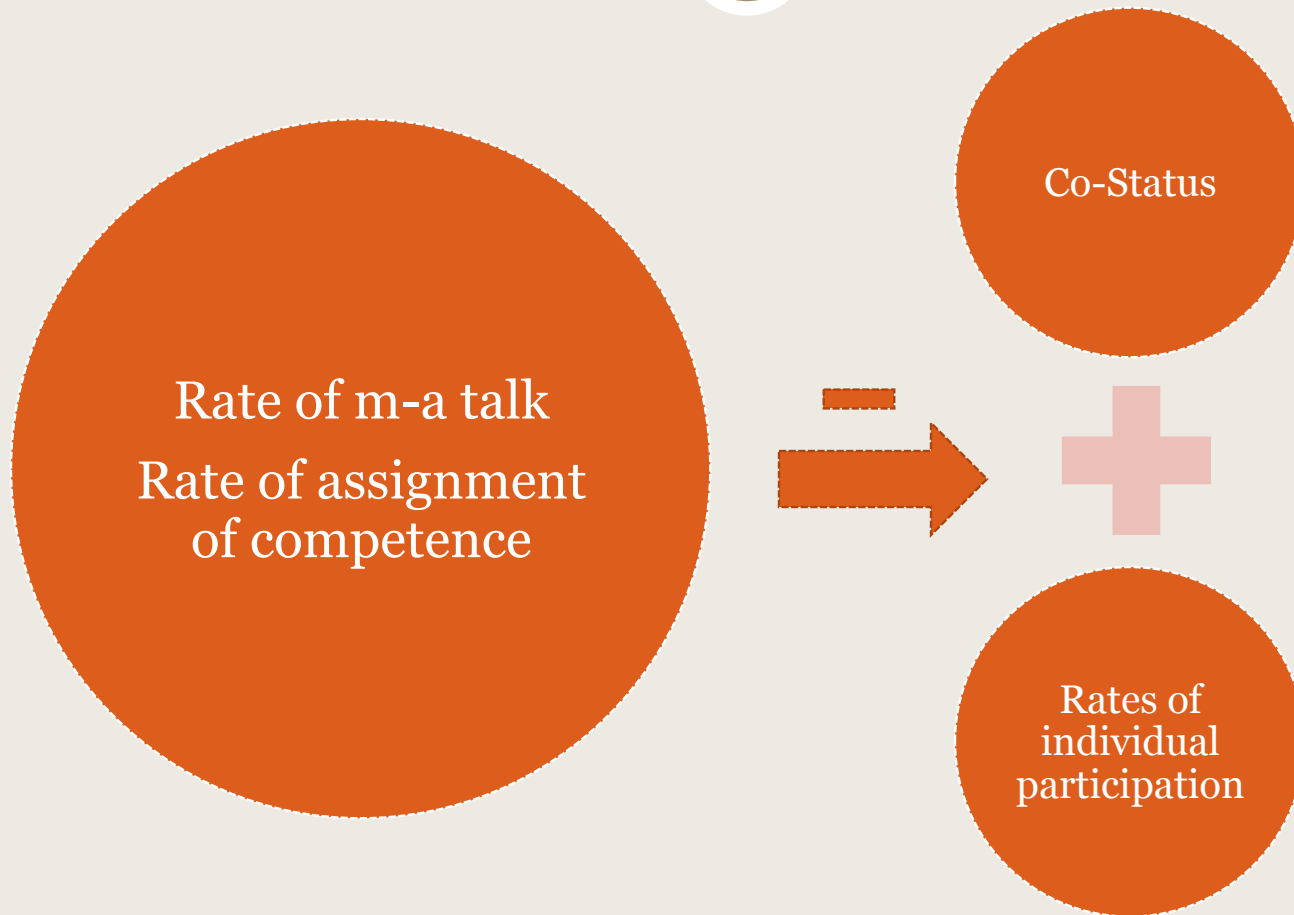 Co-Status
Rate of m-a talk
Rate of assignment
of competence
Rates of
individual
participation